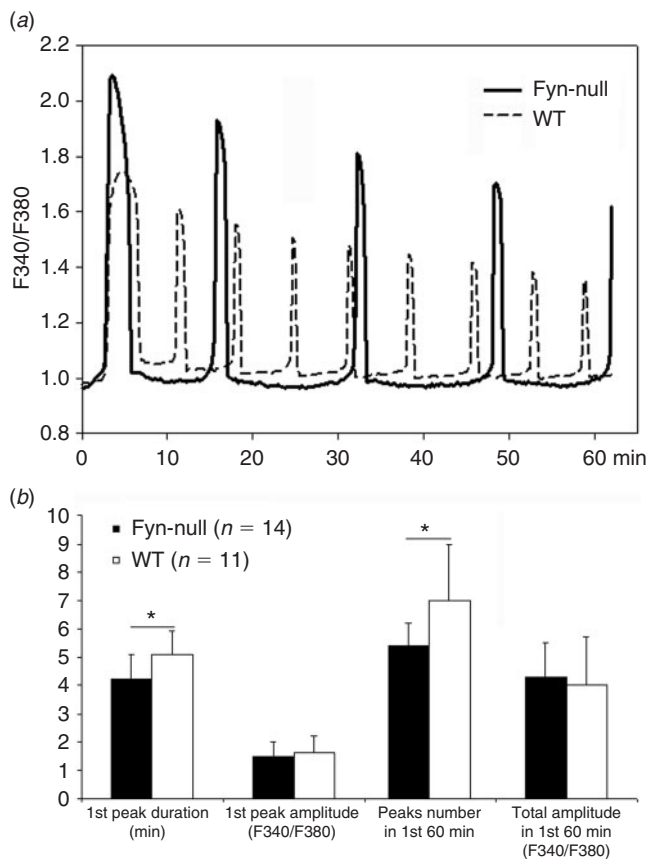 (a)
2.2
2.0
1.8
1.6
1.4
1.2
1.0
0.8
F340/F380
Fyn-null
WT
0 10 20 30 40 50 60 min
(b)
Fyn-null (n = 14)
WT (n = 11)
10
9
8
7
6
5
4
3
2
1
0
*
*
1st peak duration
(min)
1st peak amplitude
(F340/F380)
Peaks number
in 1st 60 min
Total amplitude
in 1st 60 min
(F340/F380)